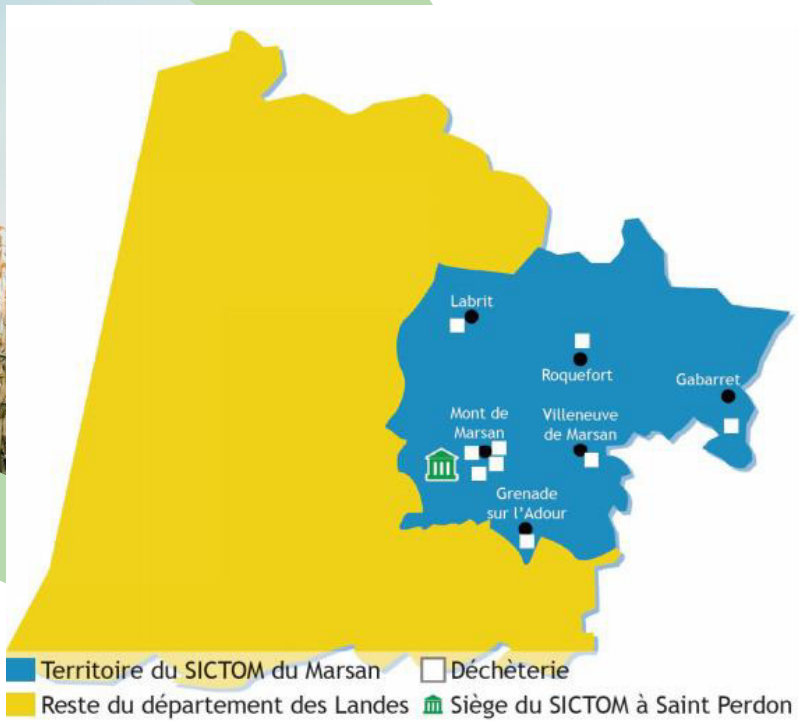 Labrit
Roquefort
Gabarret
Mont de
Marsan
Villeneuve
de Marsan
Grenade
sur l'Adour
Territoire du SICTOM du Marsan
Déchèterie
Reste du département des Landes
Siège du SICTOM à Saint Perdon